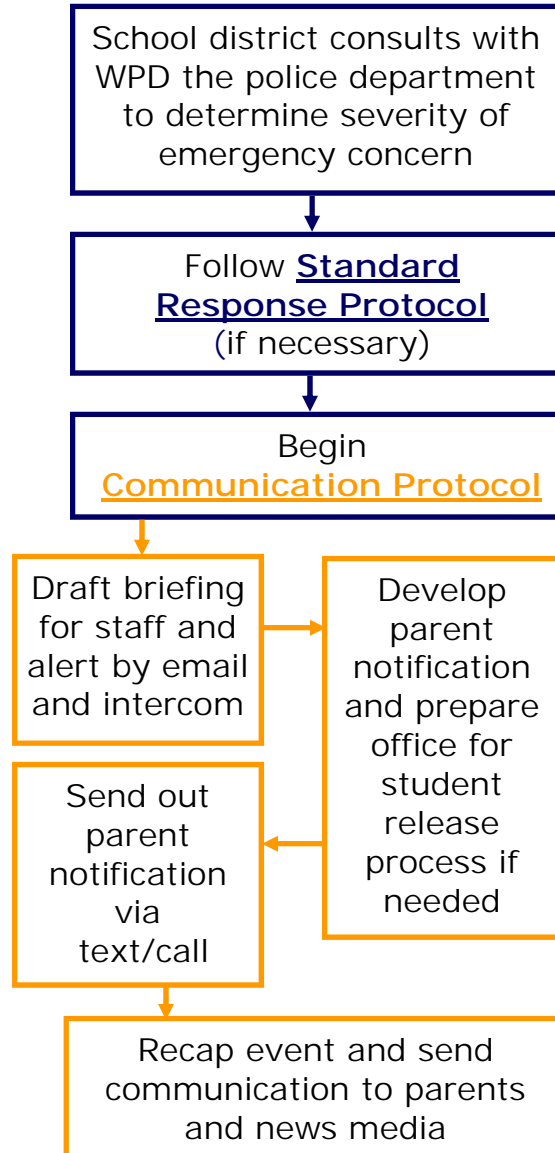 School district consults with
WPD the police department
to determine severity of
emergency concern
Follow Standard
Response Protocol
(if necessary)
Begin
Communication Protocol
Draft briefing
for staff and
alert by email
and intercom
Develop
parent
notification
and prepare
office for
student
release
process if
needed
Send out
parent
notification
via
text/call
Recap event and send
communication to parents
and news media